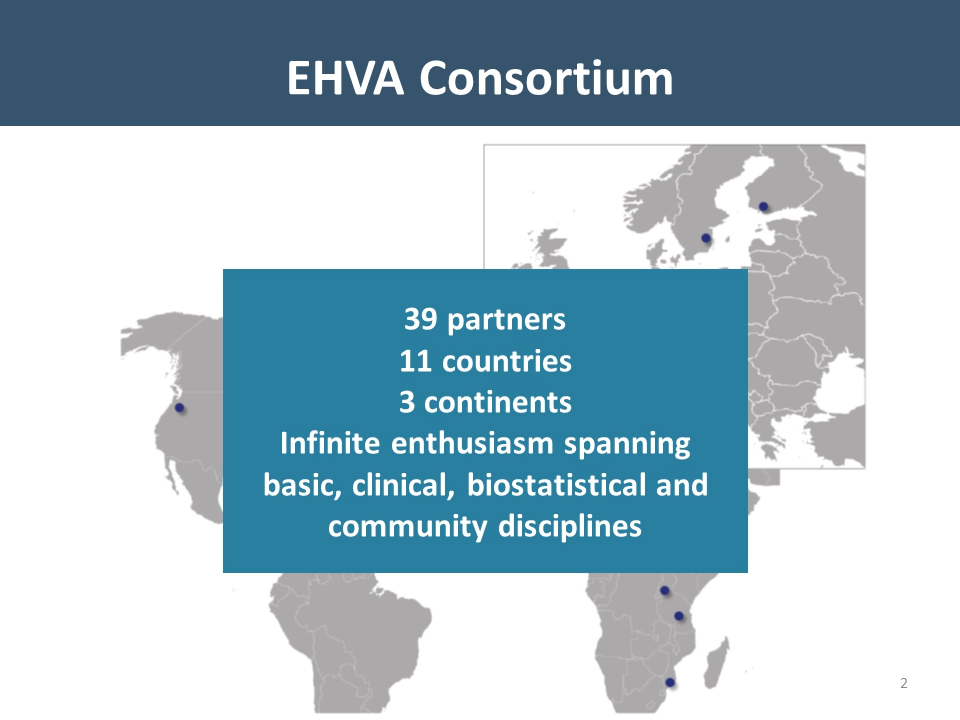 EHVA Consortium
39 partners
11 countries
3 continents
Infinite enthusiasm spanning
basic, clinical, biostatistical and
community disciplines
2